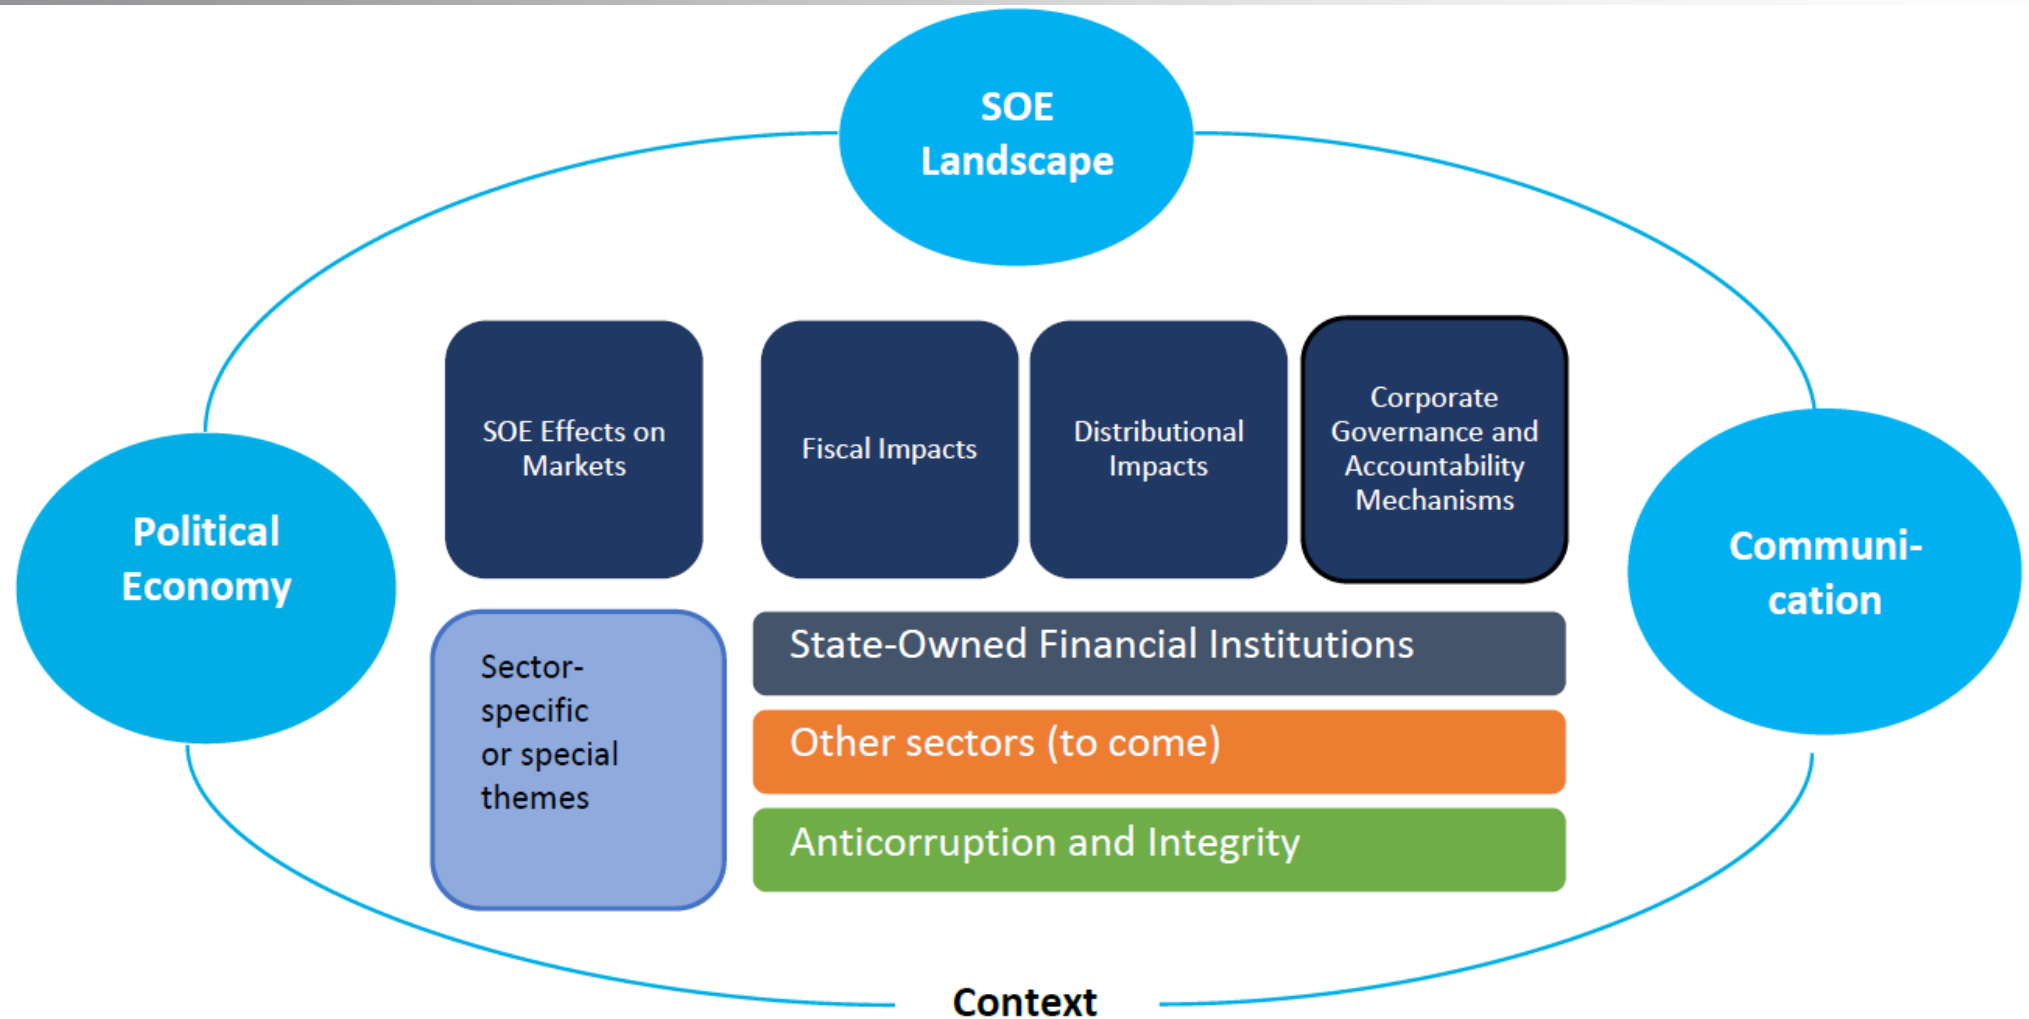 SOE
Landscape
SOE Effects on
Markets
Fiscal Impacts
Distributional
Impacts
Corporate
Governance and
Accountability
Mechanisms
Political
Economy
Communi-
cation
Sector-
specific
or special
themes
State-Owned Financial Institutions
Other sectors (to come)
Anticorruption and Integrity
Context